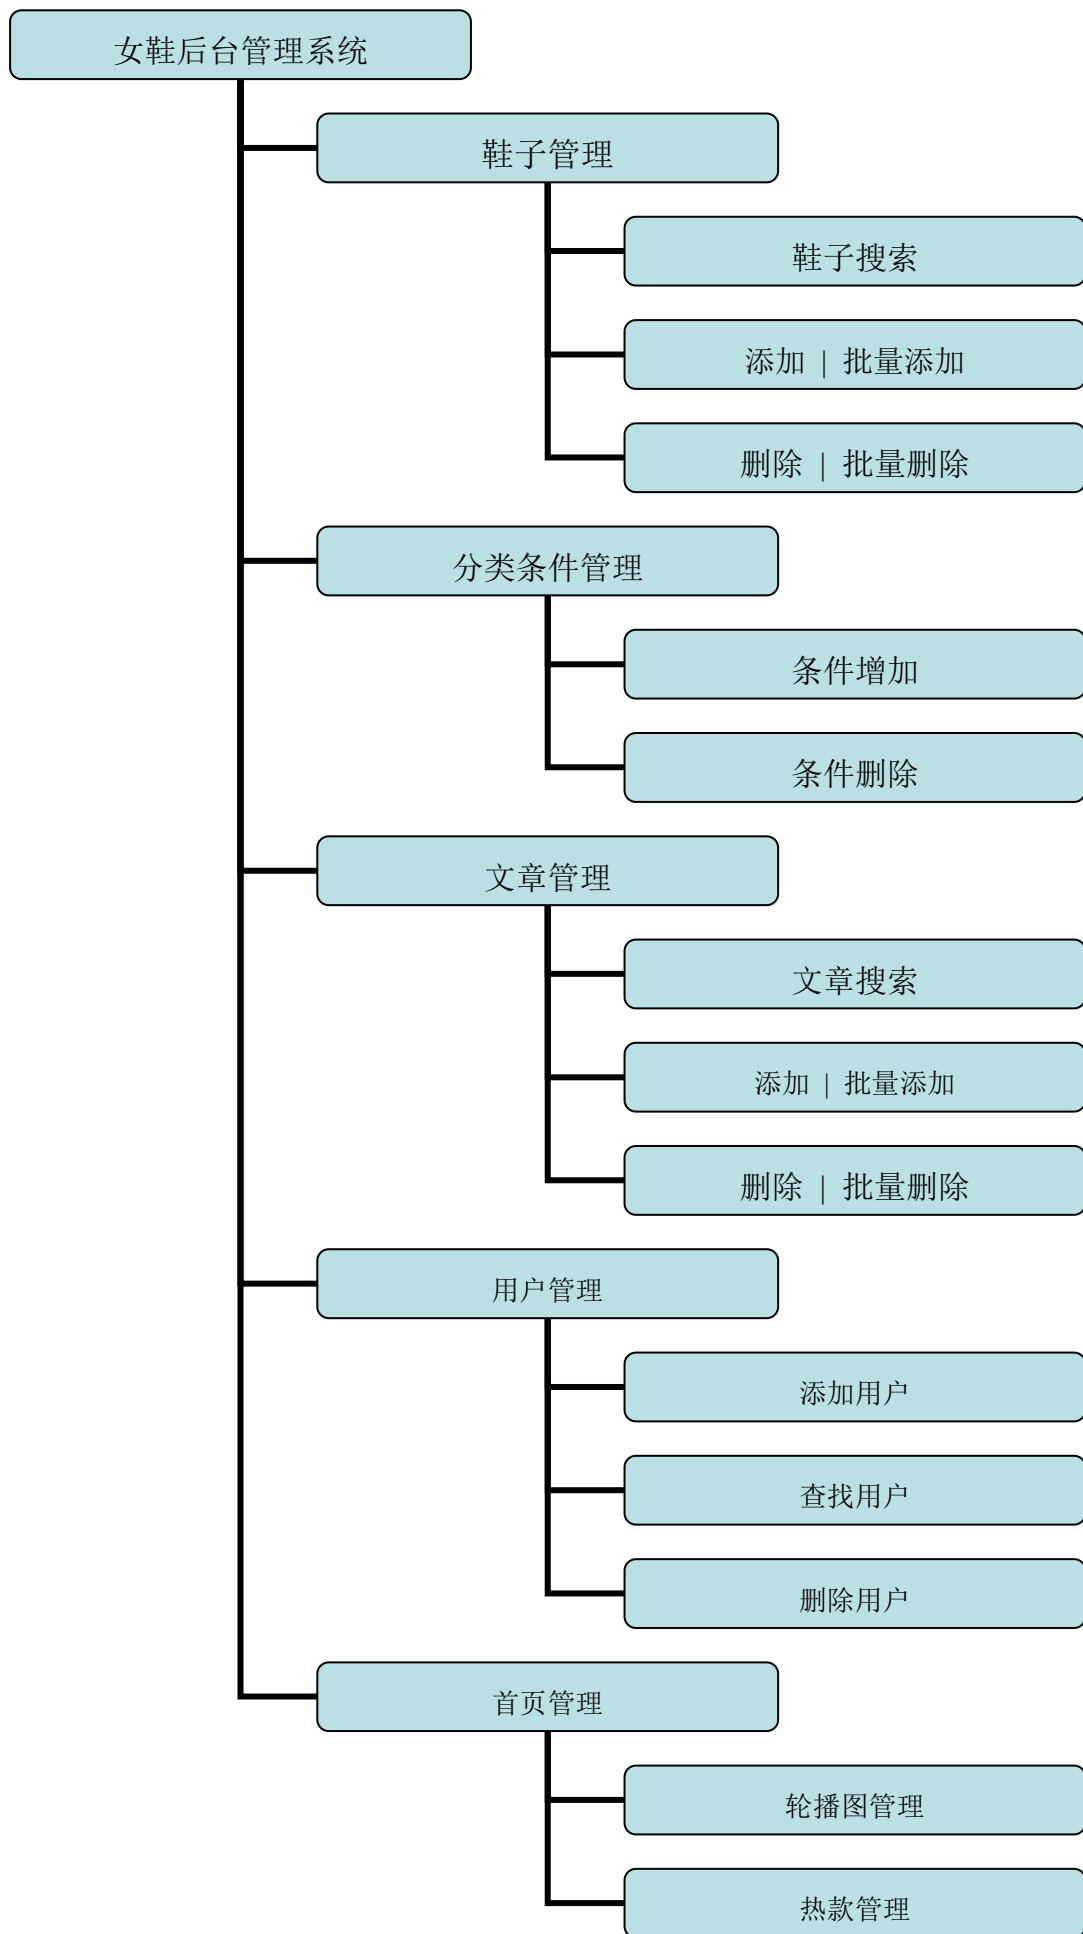 女鞋后台管理系统
鞋子管理
鞋子搜索
添加 | 批量添加
删除 | 批量删除
分类条件管理
条件增加
条件删除
文章管理
文章搜索
添加 | 批量添加
删除 | 批量删除
用户管理
添加用户
查找用户
删除用户
首页管理
轮播图管理
热款管理